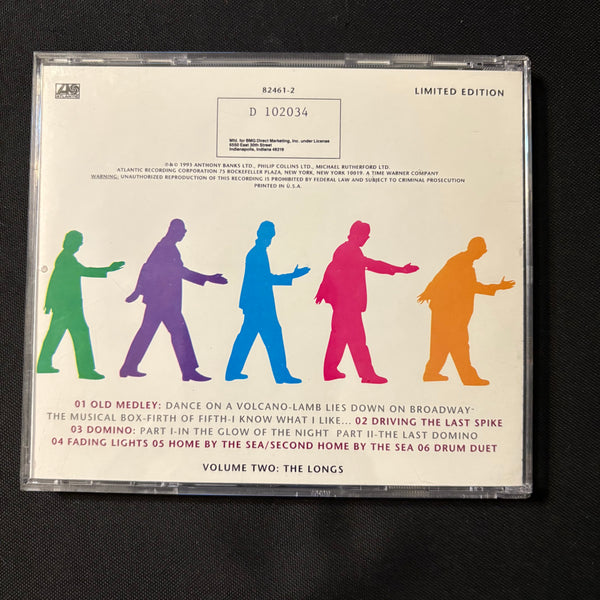 ATLANTIC
82461-2
LIMITED EDITION
D 102034
Mfd. for BMG Direct Marketing, Inc. under License
6550 East 30th Street
Indianapolis, Indiana 46219
℗&© 1993 ANTHONY BANKS LTD., PHILIP COLLINS LTD., MICHAEL RUTHERFORD LTD.
ATLANTIC RECORDING CORPORATION 75 ROCKEFELLER PLAZA, NEW YORK, NEW YORK 10019. A TIME WARNER COMPANY
WARNING: UNAUTHORIZED REPRODUCTION OF THIS RECORDING IS PROHIBITED BY FEDERAL LAW AND SUBJECT TO CRIMINAL PROSECUTION
PRINTED IN U.S.A.
01 OLD MEDLEY: DANCE ON A VOLCANO-LAMB LIES DOWN ON BROADWAY-
THE MUSICAL BOX-FIRTH OF FIFTH-I KNOW WHAT I LIKE... 02 DRIVING THE LAST SPIKE
03 DOMINO: PART I-IN THE GLOW OF THE NIGHT PART II-THE LAST DOMINO
04 FADING LIGHTS 05 HOME BY THE SEA/SECOND HOME BY THE SEA 06 DRUM DUET
VOLUME TWO: THE LONGS